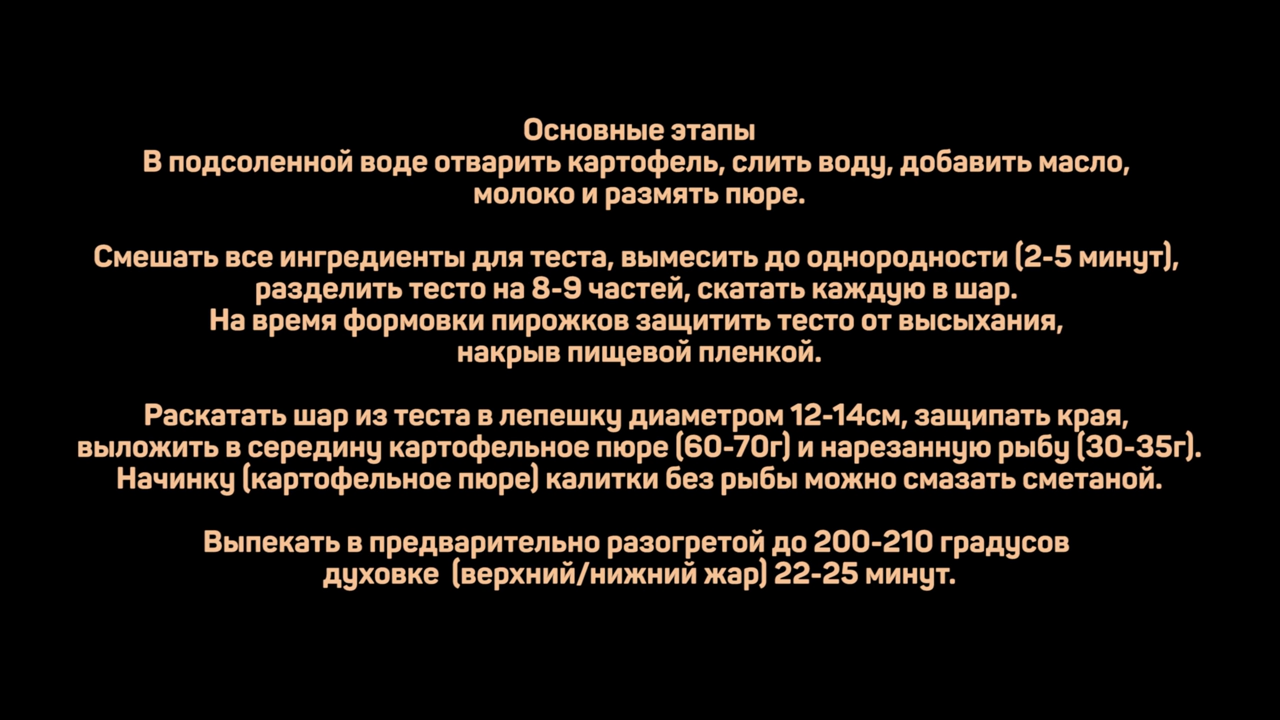 Основные этапы
В подсоленной воде отварить картофель, слить воду, добавить масло,
молоко и размять пюре.
Смешать все ингредиенты для теста, вымесить до однородности (2-5 минут),
разделить тесто на 8-9 частей, скатать каждую в шар.
На время формовки пирожков защитить тесто от высыхания,
накрыв пищевой пленкой.
Раскатать шар из теста в лепешку диаметром 12-14см, защипать края,
выложить в середину картофельное пюре (60-70г) и нарезанную рыбу (30-35г).
Начинку (картофельное пюре) калитки без рыбы можно смазать сметаной.
Выпекать в предварительно разогретой до 200-210 градусов
духовке  (верхний/нижний жар) 22-25 минут.